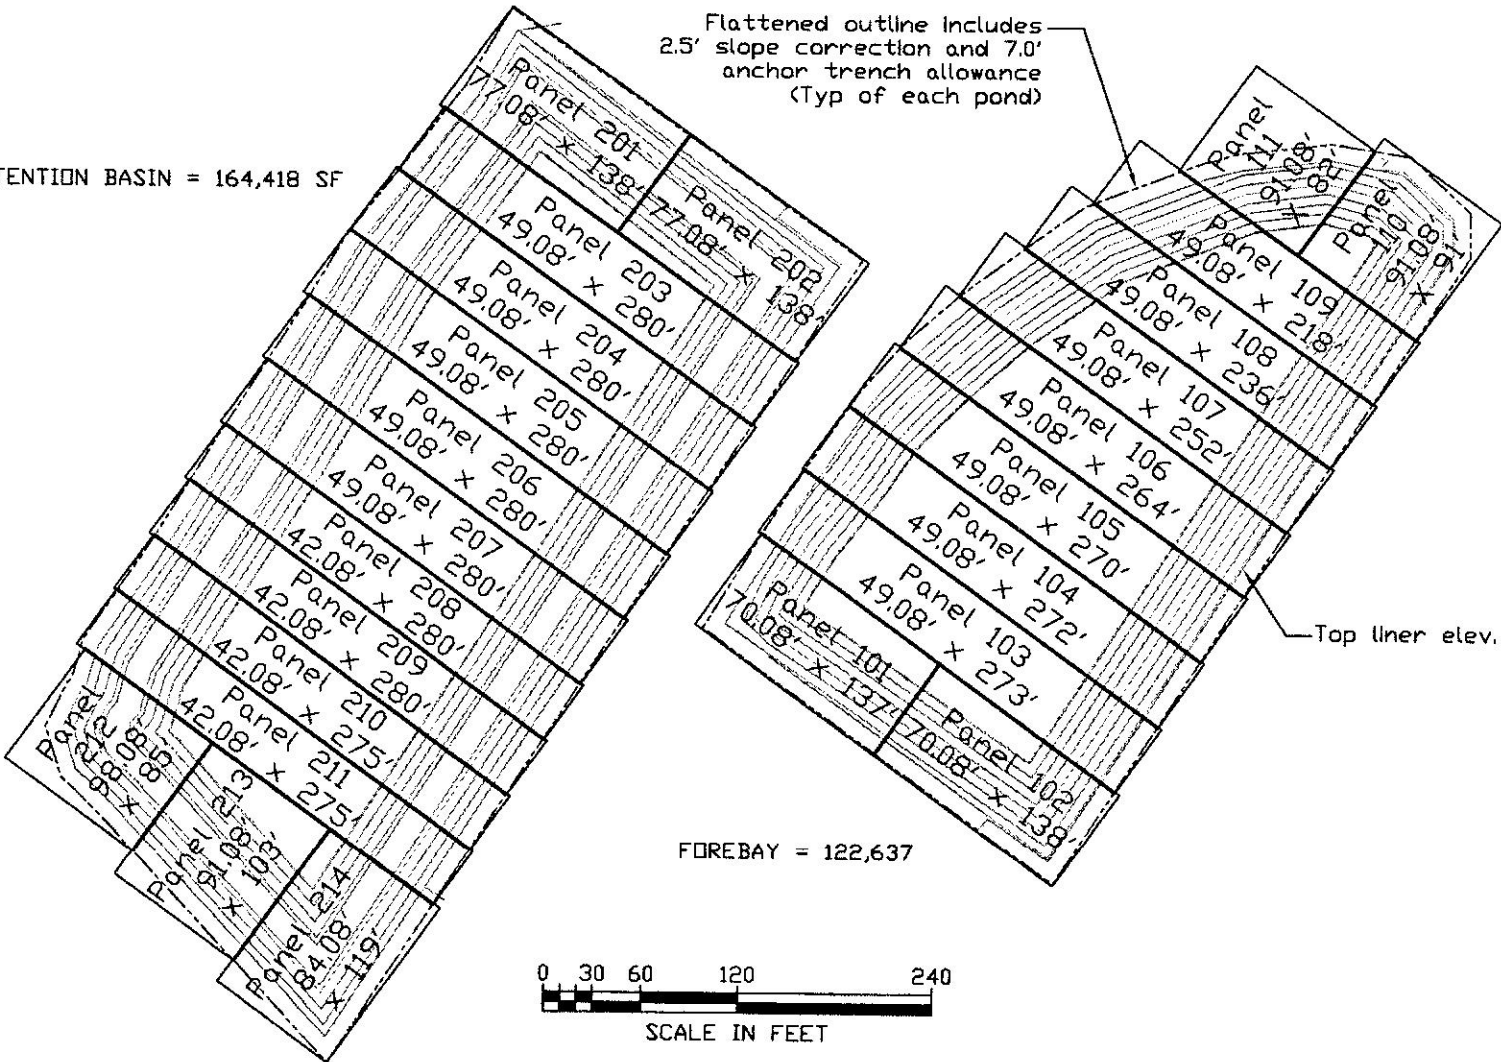 Flattened outline includes
2.5' slope correction and 7.0'
anchor trench allowance
(Typ of each pond)
TENTION BASIN = 164,418 SF
Panel 201
77.08' x 138'
Panel 202
77.08' x 138'
Panel 203
49.08' x 280'
Panel 204
49.08' x 280'
Panel 205
49.08' x 280'
Panel 206
49.08' x 280'
Panel 207
49.08' x 280'
Panel 208
42.08' x 280'
Panel 209
42.08' x 280'
Panel 210
42.08' x 275'
Panel 211
42.08' x 275'
Panel
212
98.08'
x 85'
Panel 213
91.08'
x 103'
Panel 214
84.08'
x 119'
Panel
111
91.08'
x 82'
Panel
110
91.08'
x 91'
Panel 109
49.08' x 218'
Panel 108
49.08' x 236'
Panel 107
49.08' x 252'
Panel 106
49.08' x 264'
Panel 105
49.08' x 270'
Panel 104
49.08' x 272'
Panel 103
49.08' x 273'
Panel 101
70.08' x 137'
Panel 102
70.08' x 138'
Top liner elev.
FOREBAY = 122,637
0 30 60 120 240
SCALE IN FEET